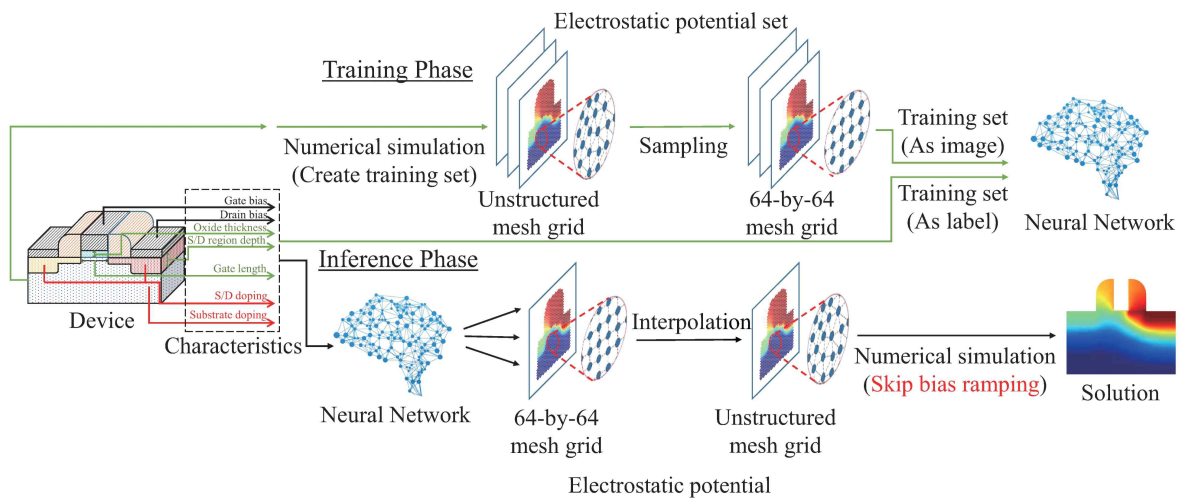 Electrostatic potential set
Training Phase
Numerical simulation
(Create training set)
Unstructured
mesh grid
Sampling
64-by-64
mesh grid
Training set
(As image)
Training set
(As label)
Neural Network
Gate bias
Drain bias
Oxide thickness
S/D region depth
Gate length
S/D doping
Substrate doping
Device
Characteristics
Inference Phase
Neural Network
64-by-64
mesh grid
Interpolation
Unstructured
mesh grid
Numerical simulation
(Skip bias ramping)
Solution
Electrostatic potential